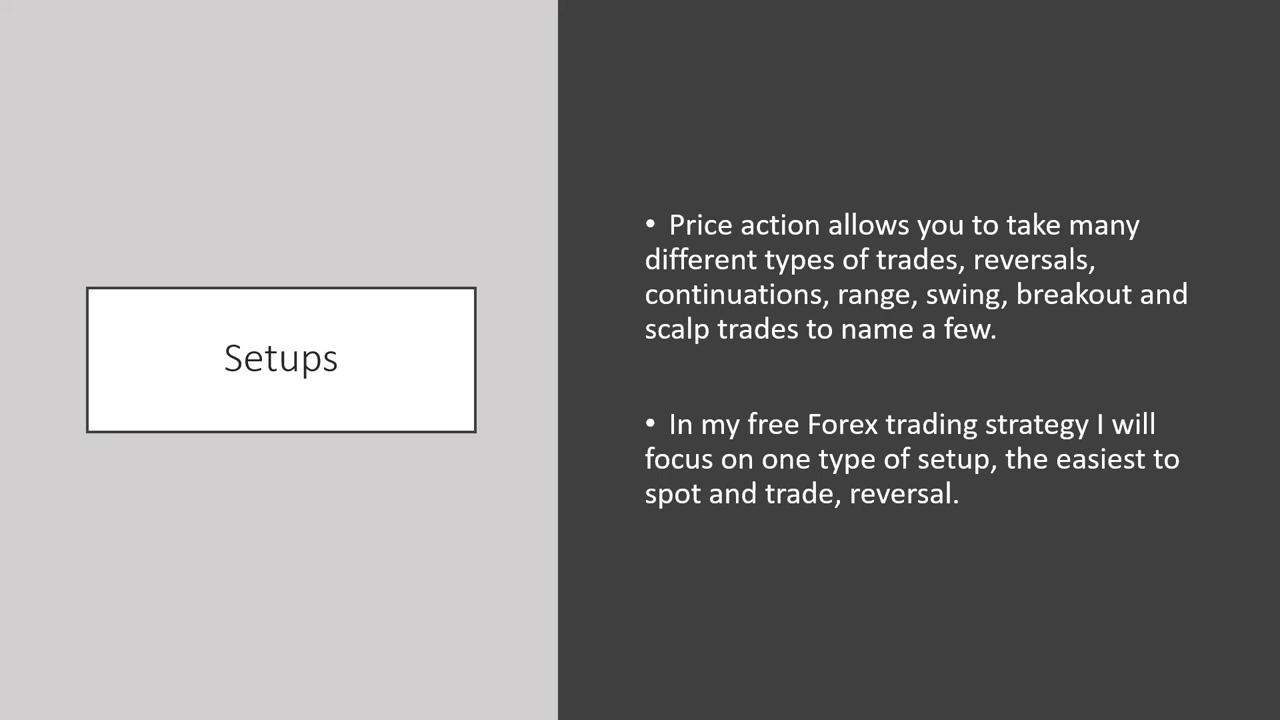 Setups
• Price action allows you to take many
different types of trades, reversals,
continuations, range, swing, breakout and
scalp trades to name a few.
• In my free Forex trading strategy I will
focus on one type of setup, the easiest to
spot and trade, reversal.